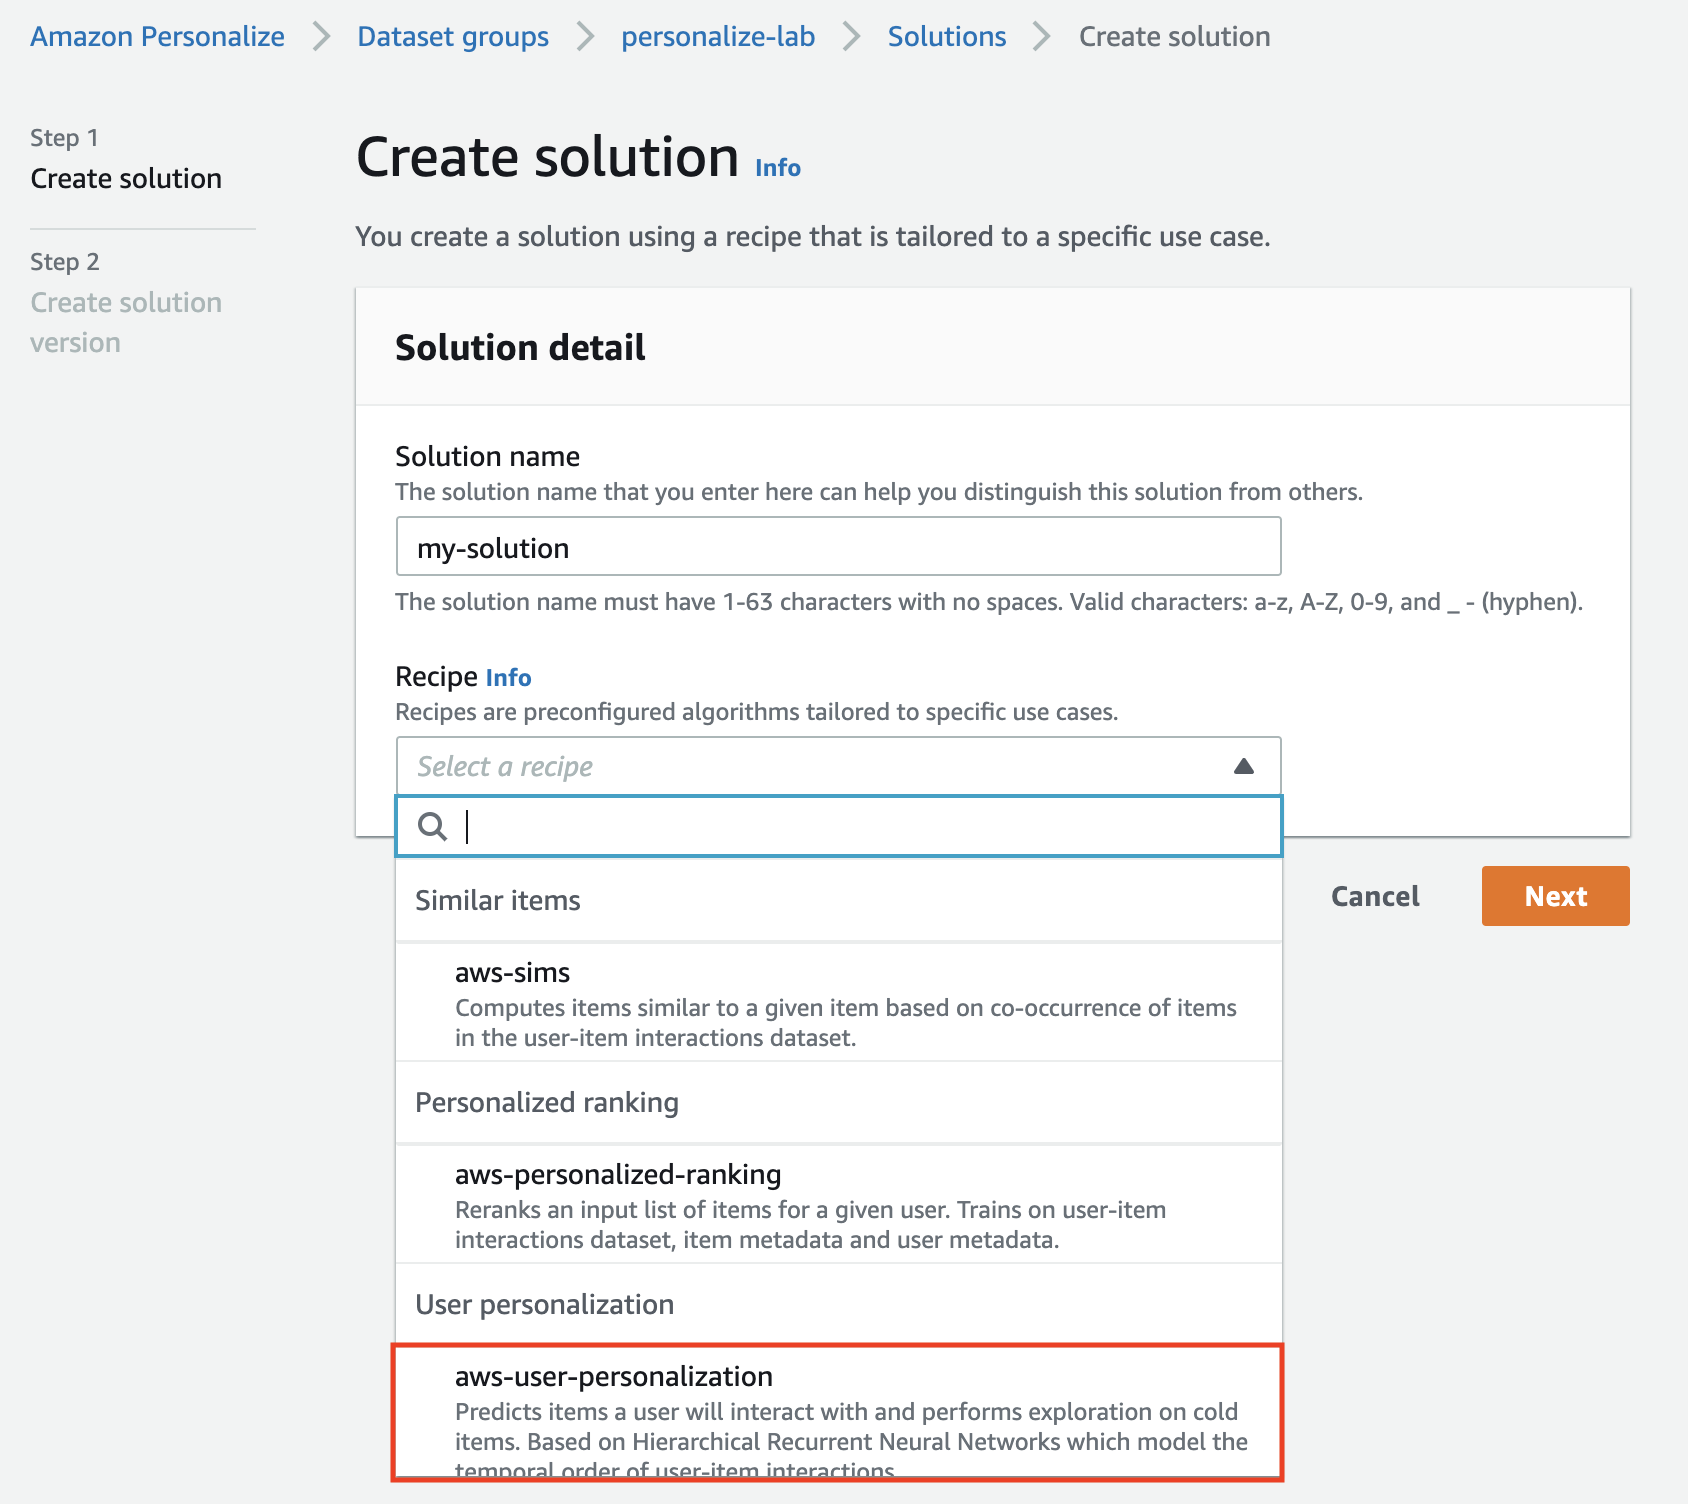 Amazon Personalize > Dataset groups > personalize-lab > Solutions > Create solution
Step 1
Create solution
Step 2
Create solution
version
Create solution Info
You create a solution using a recipe that is tailored to a specific use case.
Solution detail
Solution name
The solution name that you enter here can help you distinguish this solution from others.
my-solution
The solution name must have 1-63 characters with no spaces. Valid characters: a-z, A-Z, 0-9, and _ - (hyphen).
Recipe Info
Recipes are preconfigured algorithms tailored to specific use cases.
Select a recipe
Similar items
aws-sims
Computes items similar to a given item based on co-occurrence of items
in the user-item interactions dataset.
Personalized ranking
aws-personalized-ranking
Reranks an input list of items for a given user. Trains on user-item
interactions dataset, item metadata and user metadata.
User personalization
aws-user-personalization
Predicts items a user will interact with and performs exploration on cold
items. Based on Hierarchical Recurrent Neural Networks which model the
temporal order of user-item interactions.
Cancel
Next